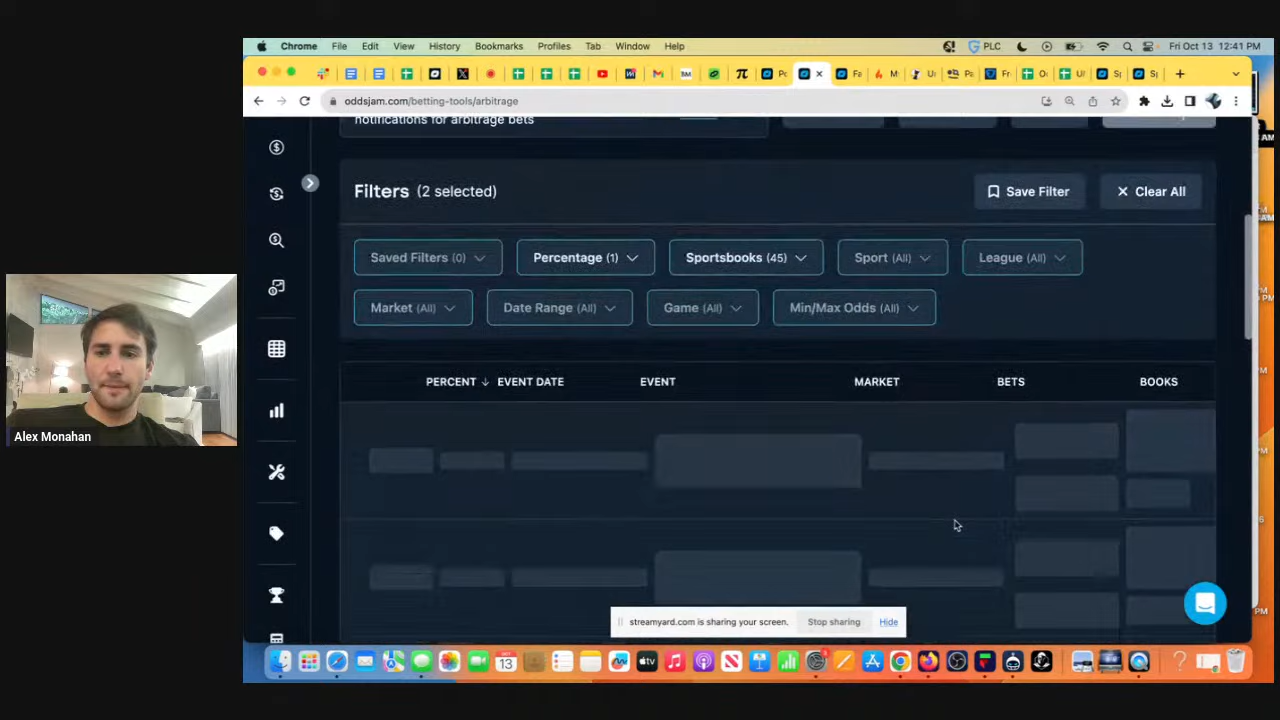 Chrome File Edit View History Bookmarks Profiles Tab Window Help PLC Fri Oct 13 12:41 PM
oddsjam.com/betting-tools/arbitrage
notifications for arbitrage bets
Filters (2 selected)
Save Filter
Clear All
Saved Filters (0)
Percentage (1)
Sportsbooks (45)
Sport (All)
League (All)
Market (All)
Date Range (All)
Game (All)
Min/Max Odds (All)
PERCENT EVENT DATE EVENT MARKET BETS BOOKS
Alex Monahan
streamyard.com is sharing your screen. Stop sharing Hide